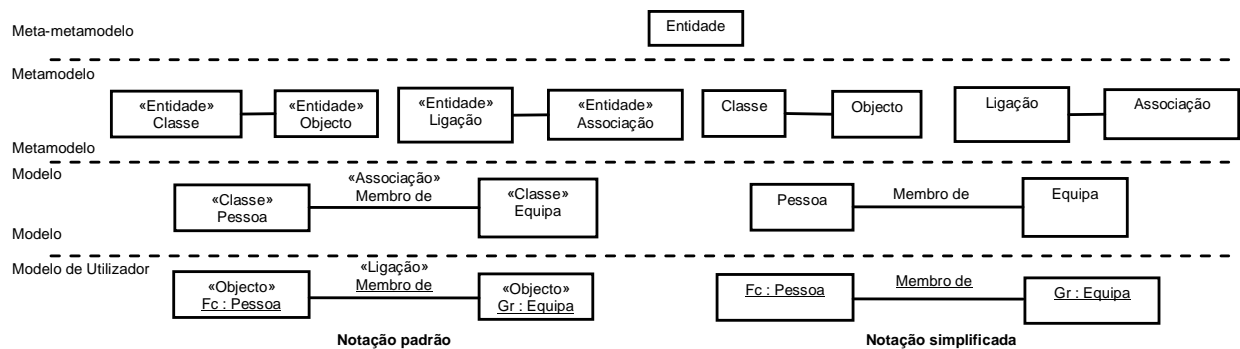 Meta-metamodelo
Entidade
Metamodelo
«Entidade»
Classe
«Entidade»
Objecto
«Entidade»
Ligação
«Entidade»
Associação
Classe
Objecto
Ligação
Associação
Metamodelo
Modelo
«Classe»
Pessoa
«Associação»
Membro de
«Classe»
Equipa
Pessoa
Membro de
Equipa
Modelo
Modelo de Utilizador
«Objecto»
Fc : Pessoa
«Ligação»
Membro de
«Objecto»
Gr : Equipa
Fc : Pessoa
Membro de
Gr : Equipa
Notação padrão
Notação simplificada